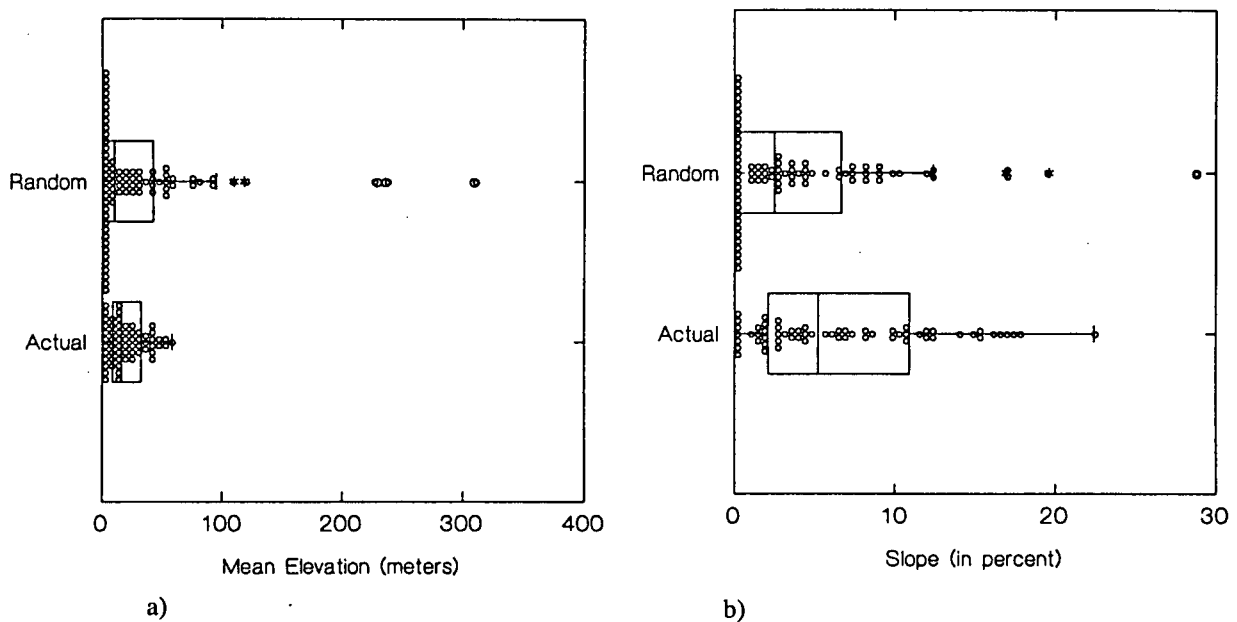 Random
Actual
0 100 200 300 400
Mean Elevation (meters)
a)
Random
Actual
0 10 20 30
Slope (in percent)
b)